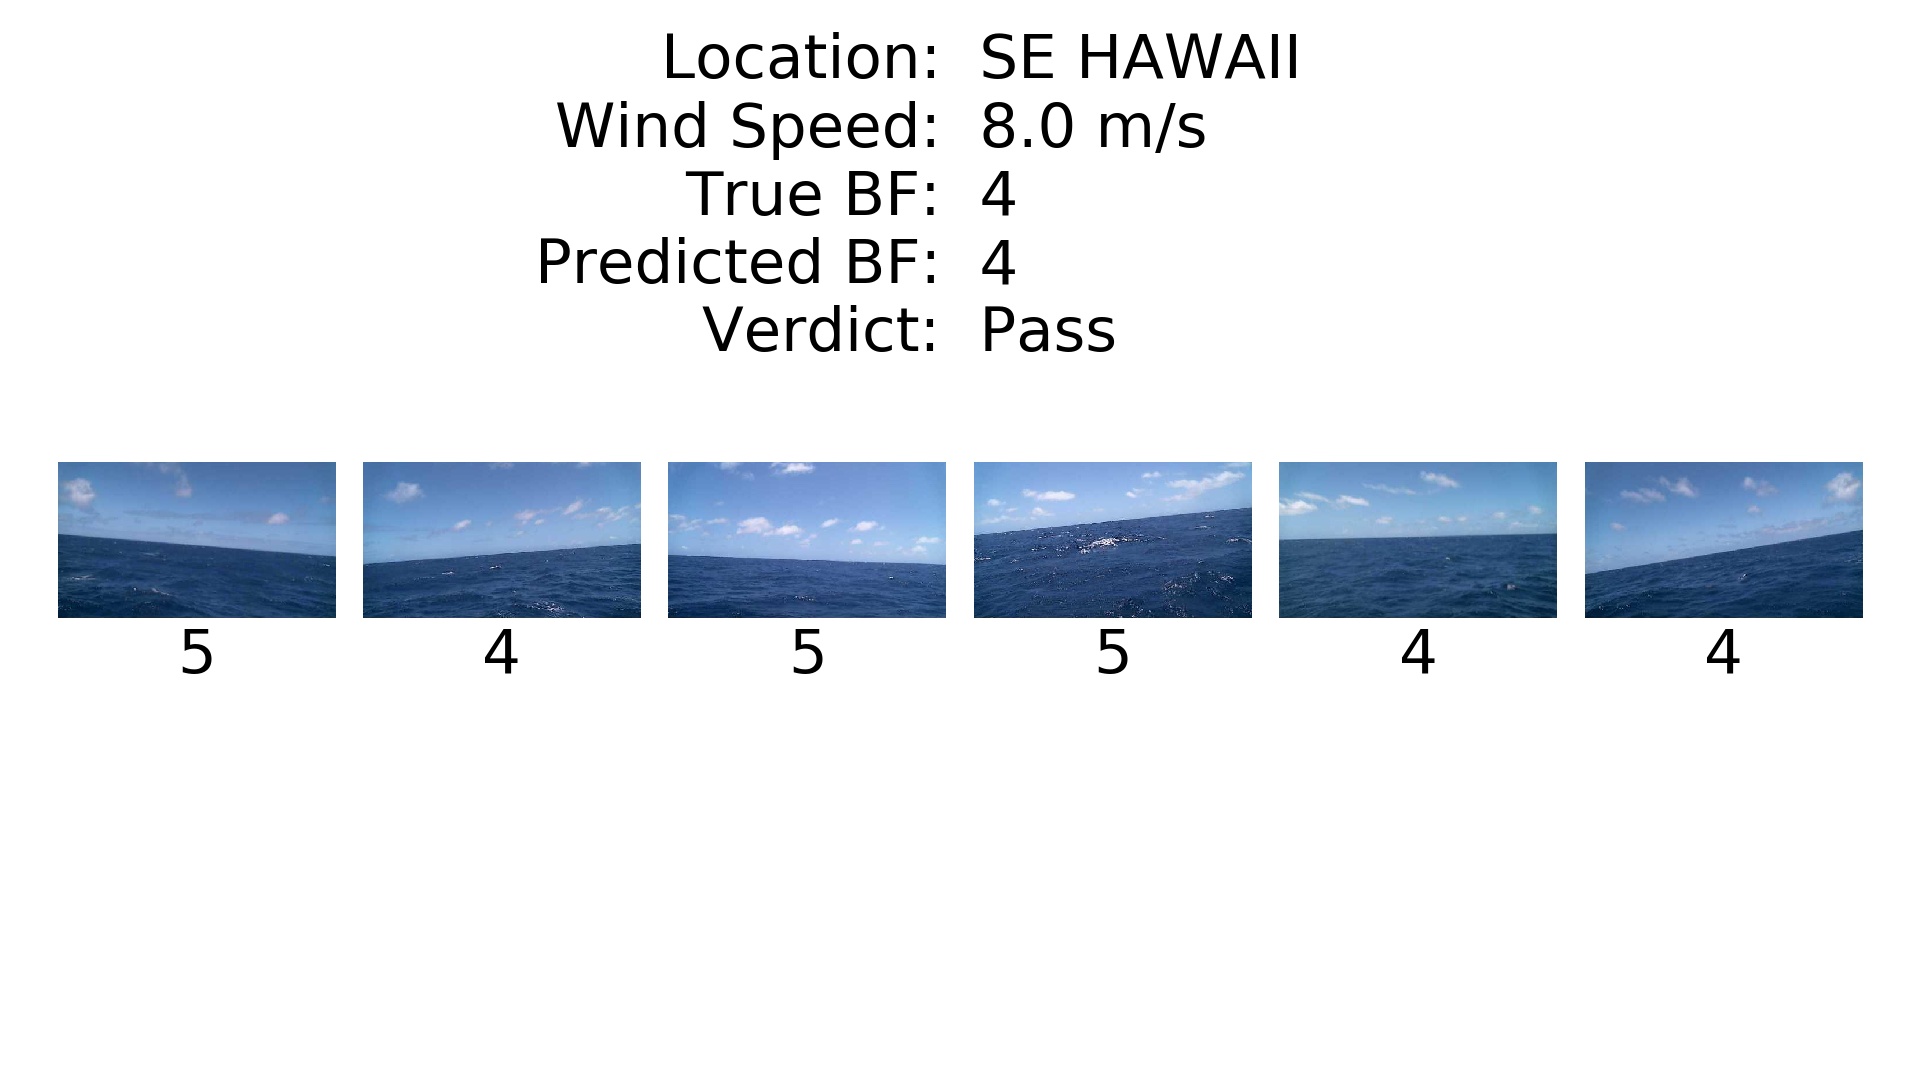 Location: SE HAWAII
Wind Speed: 8.0 m/s
True BF: 4
Predicted BF: 4
Verdict: Pass
5 4 5 5 4 4